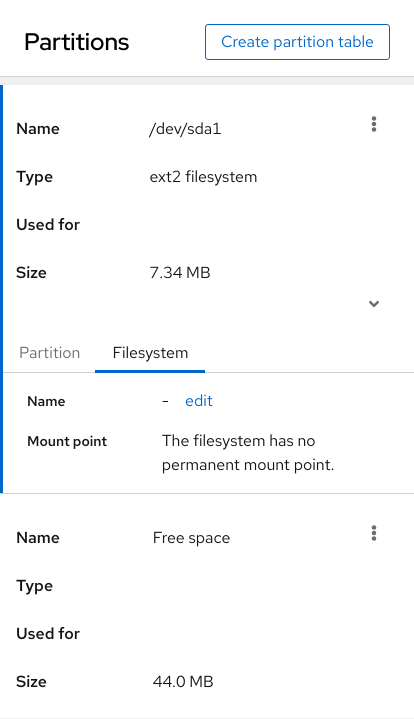 Partitions Create partition table
Name /dev/sda1
Type ext2 filesystem
Used for
Size 7.34 MB
Partition Filesystem
Name - edit
Mount point The filesystem has no
permanent mount point.
Name Free space
Type
Used for
Size 44.0 MB